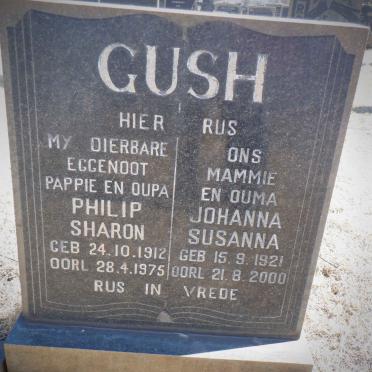 GUSH
HIER RUS
MY DIERBARE
EGGENOOT
PAPPIE EN OUPA
PHILIP
SHARON
GEB 24.10.1912
OORL 28.4.1975
ONS
MAMMIE
EN OUMA
JOHANNA
SUSANNA
GEB 15.9.1921
OORL 21.8.2000
RUS IN VREDE